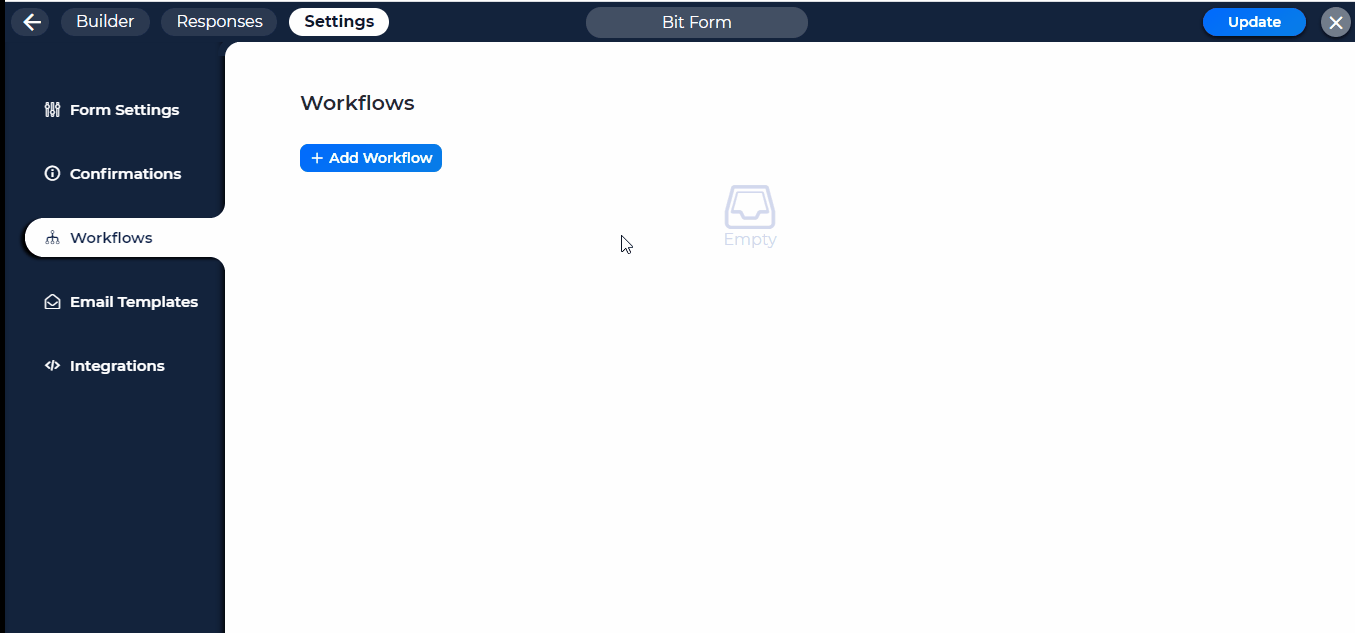 Builder
Responses
Settings
Bit Form
Update
Form Settings
Confirmations
Workflows
Email Templates
Integrations
Workflows
+ Add Workflow
Empty